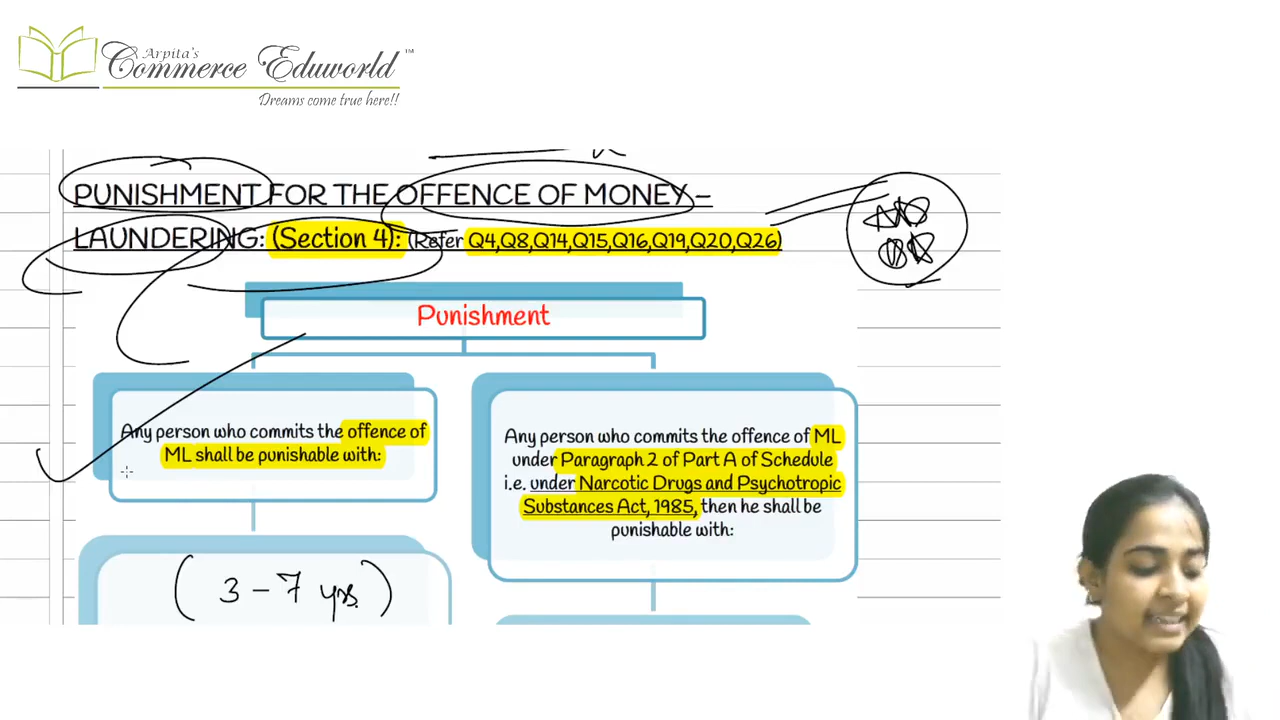 Arpita's
Commerce Eduworld™
Dreams come true here!!
PUNISHMENT FOR THE OFFENCE OF MONEY –
LAUNDERING: (Section 4): (Refer Q4,Q8,Q14,Q15,Q16,Q19,Q20,Q26)
Punishment
Any person who commits the offence of
ML shall be punishable with:
Any person who commits the offence of ML
under Paragraph 2 of Part A of Schedule
i.e. under Narcotic Drugs and Psychotropic
Substances Act, 1985, then he shall be
punishable with:
(3 – 7 yrs.)